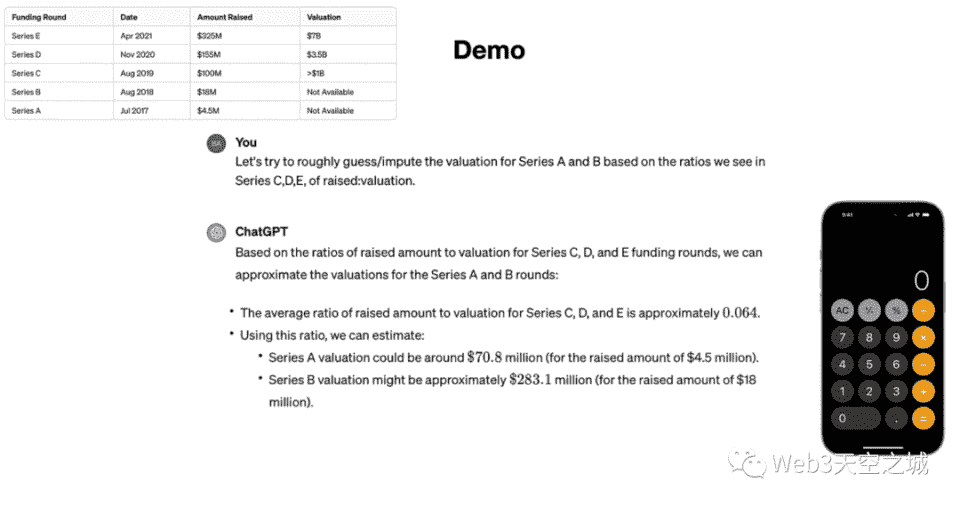 Funding Round Date Amount Raised Valuation
Series E Apr 2021 $325M $7B
Series D Nov 2020 $155M $3.5B
Series C Aug 2019 $100M >$1B
Series B Aug 2018 $18M Not Available
Series A Jul 2017 $4.5M Not Available
Demo
You
Let's try to roughly guess/impute the valuation for Series A and B based on the ratios we see in
Series C,D,E, of raised:valuation.
ChatGPT
Based on the ratios of raised amount to valuation for Series C, D, and E funding rounds, we can
approximate the valuations for the Series A and B rounds:
• The average ratio of raised amount to valuation for Series C, D, and E is approximately 0.064.
• Using this ratio, we can estimate:
• Series A valuation could be around $70.8 million (for the raised amount of $4.5 million).
• Series B valuation might be approximately $283.1 million (for the raised amount of $18
million).
9:41
0
AC %
7 8 9 ×
4 5 6 −
1 2 3 +
0 . =
Web3天空之城